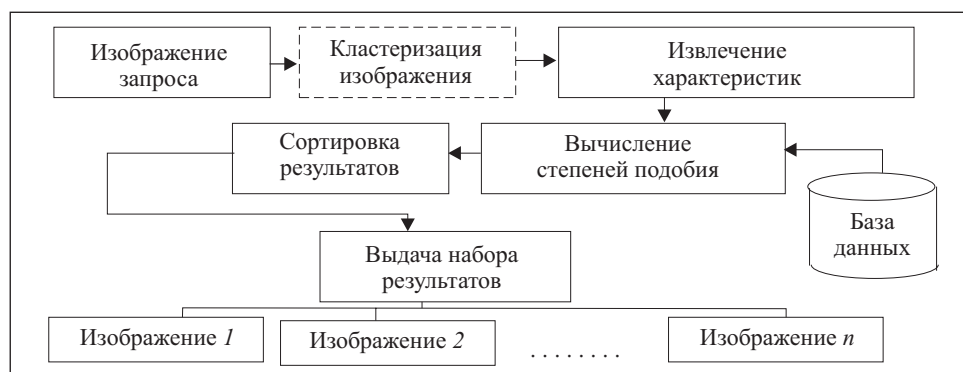 Изображение
запроса
Кластеризация
изображения
Извлечение
характеристик
Сортировка
результатов
Вычисление
степеней подобия
База
данных
Выдача набора
результатов
Изображение 1
Изображение 2
. . . . . . . .
Изображение n